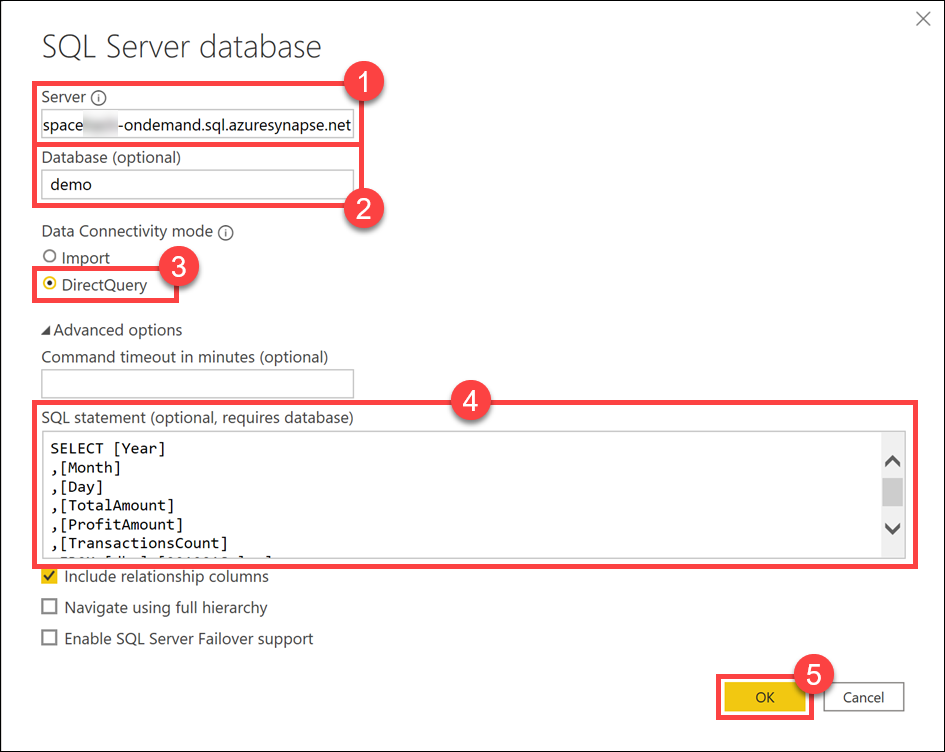 SQL Server database
1
Server
space -ondemand.sql.azuresynapse.net
Database (optional)
demo
2
Data Connectivity mode
Import
3
DirectQuery
Advanced options
Command timeout in minutes (optional)
4
SQL statement (optional, requires database)
SELECT [Year]
,[Month]
,[Day]
,[TotalAmount]
,[ProfitAmount]
,[TransactionsCount]
Include relationship columns
Navigate using full hierarchy
Enable SQL Server Failover support
5
OK Cancel